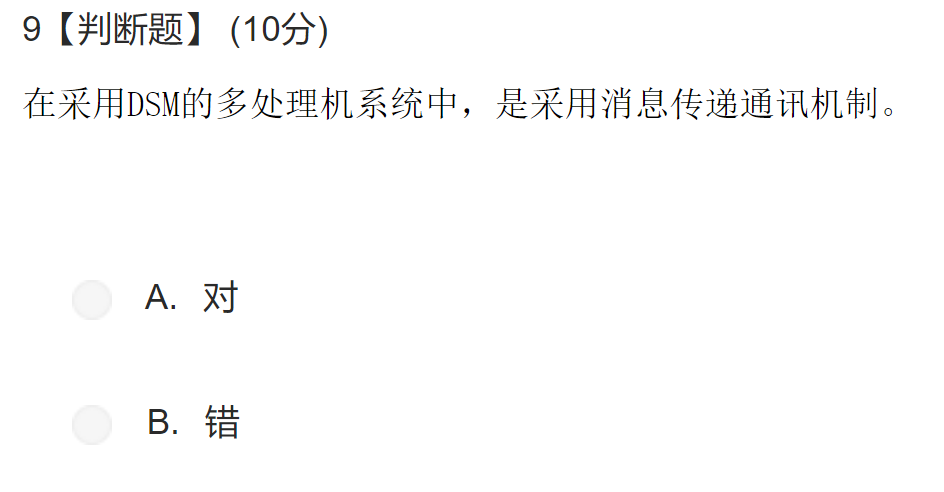 9【判断题】 (10分)
在采用DSM的多处理机系统中，是采用消息传递通讯机制。
A. 对
B. 错